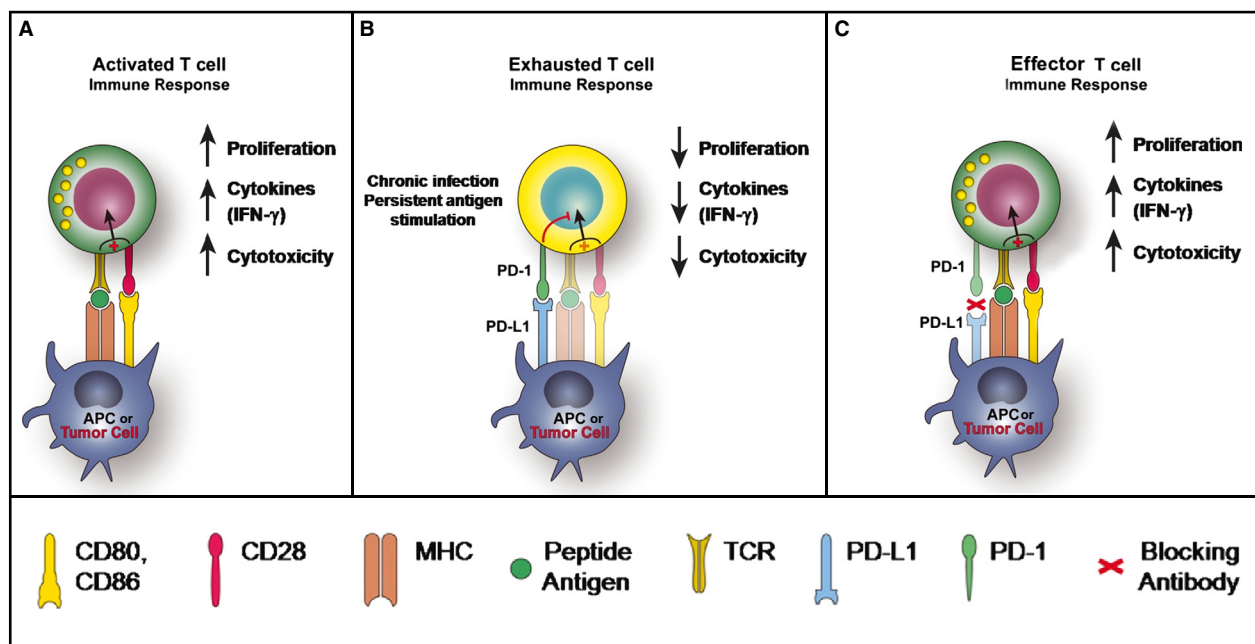 A
Activated T cell
Immune Response
Proliferation
Cytokines
(IFN-γ)
Cytotoxicity
APC or
Tumor Cell
B
Exhausted T cell
Immune Response
Chronic infection
Persistent antigen
stimulation
Proliferation
Cytokines
(IFN-γ)
Cytotoxicity
PD-1
PD-L1
APC or
Tumor Cell
C
Effector T cell
Immune Response
Proliferation
Cytokines
(IFN-γ)
Cytotoxicity
PD-1
PD-L1
APC or
Tumor Cell
CD80,
CD86
CD28
MHC
Peptide
Antigen
TCR
PD-L1
PD-1
Blocking
Antibody